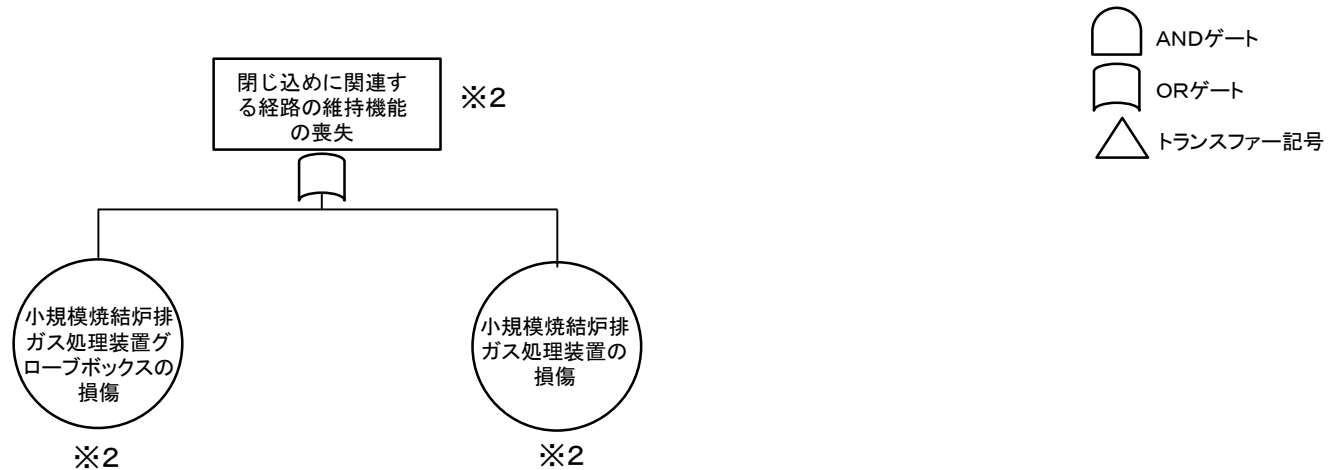 閉じ込めに関連す
る経路の維持機能
の喪失
※2
小規模焼結炉排
ガス処理装置グ
ローブボックスの
損傷
※2
小規模焼結炉排
ガス処理装置の
損傷
※2
ANDゲート
ORゲート
トランスファー記号